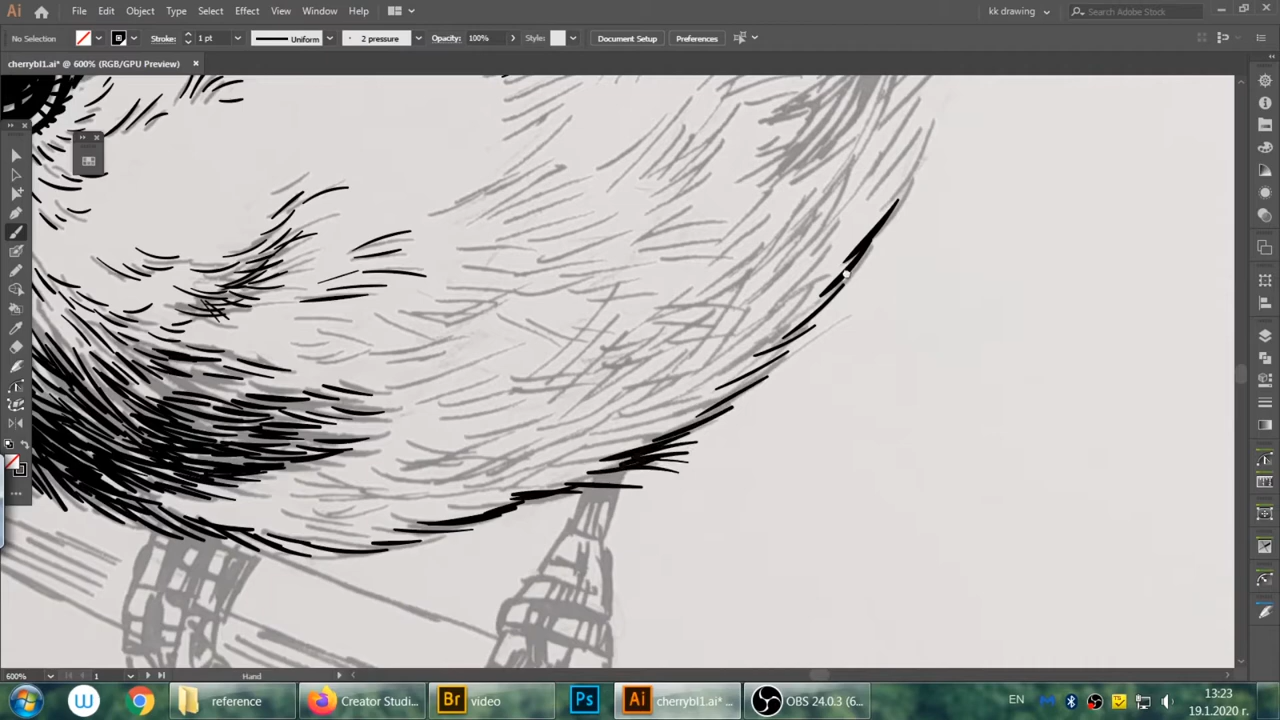 Ai File Edit Object Type Select Effect View Window Help kk drawing Search Adobe Stock
No Selection Stroke: 1 pt Uniform 2 pressure Opacity: 100% Style: Document Setup Preferences
cherrybl1.ai* @ 600% (RGB/GPU Preview)
600% 1 Hand
W reference Creator Studi... Br video Ps Ai cherrybl1.ai* ... OBS 24.0.3 (6... EN 13:23
19.1.2020 г.